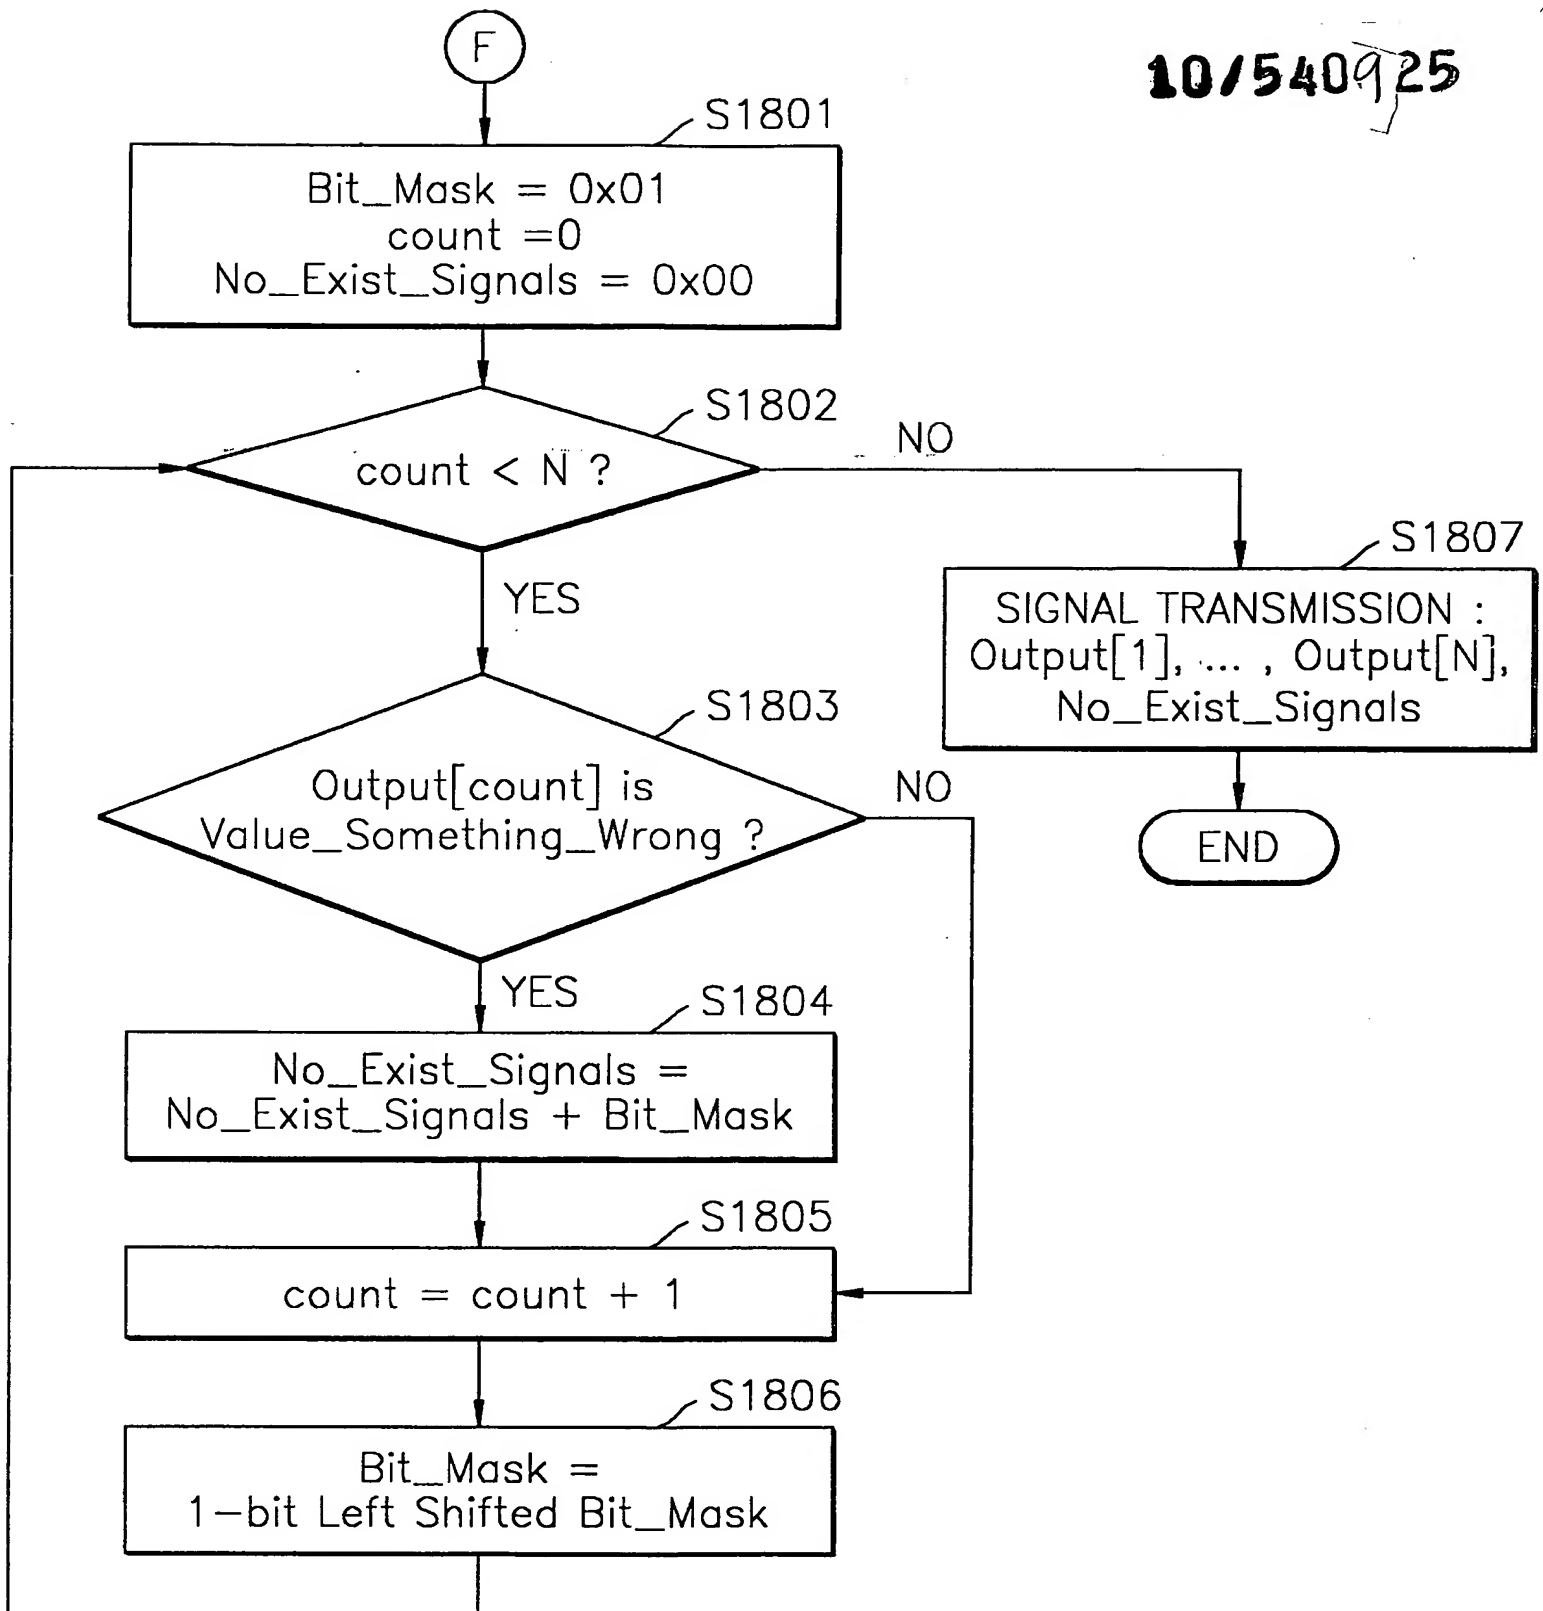 F
10/540925
S1801
Bit_Mask = 0x01
count =0
No_Exist_Signals = 0x00
S1802
count < N ?
NO
YES
S1807
SIGNAL TRANSMISSION :
Output[1], ... , Output[N],
No_Exist_Signals
END
S1803
Output[count] is
Value_Something_Wrong ?
NO
YES
S1804
No_Exist_Signals =
No_Exist_Signals + Bit_Mask
S1805
count = count + 1
S1806
Bit_Mask =
1-bit Left Shifted Bit_Mask